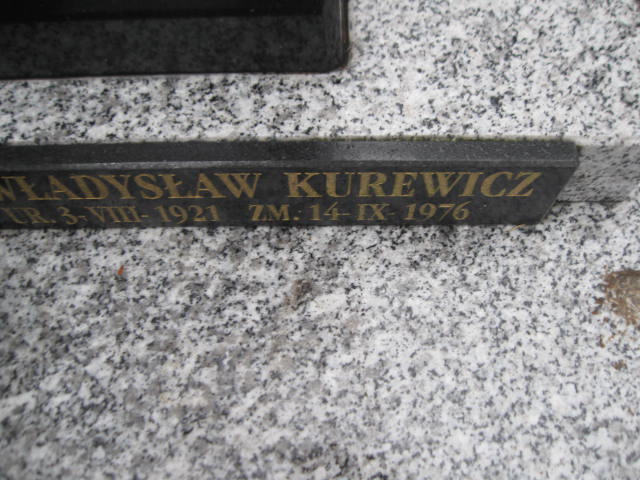 WŁADYSŁAW KUREWICZ
UR. 3-VIII-1921 ZM. 14-IX-1976